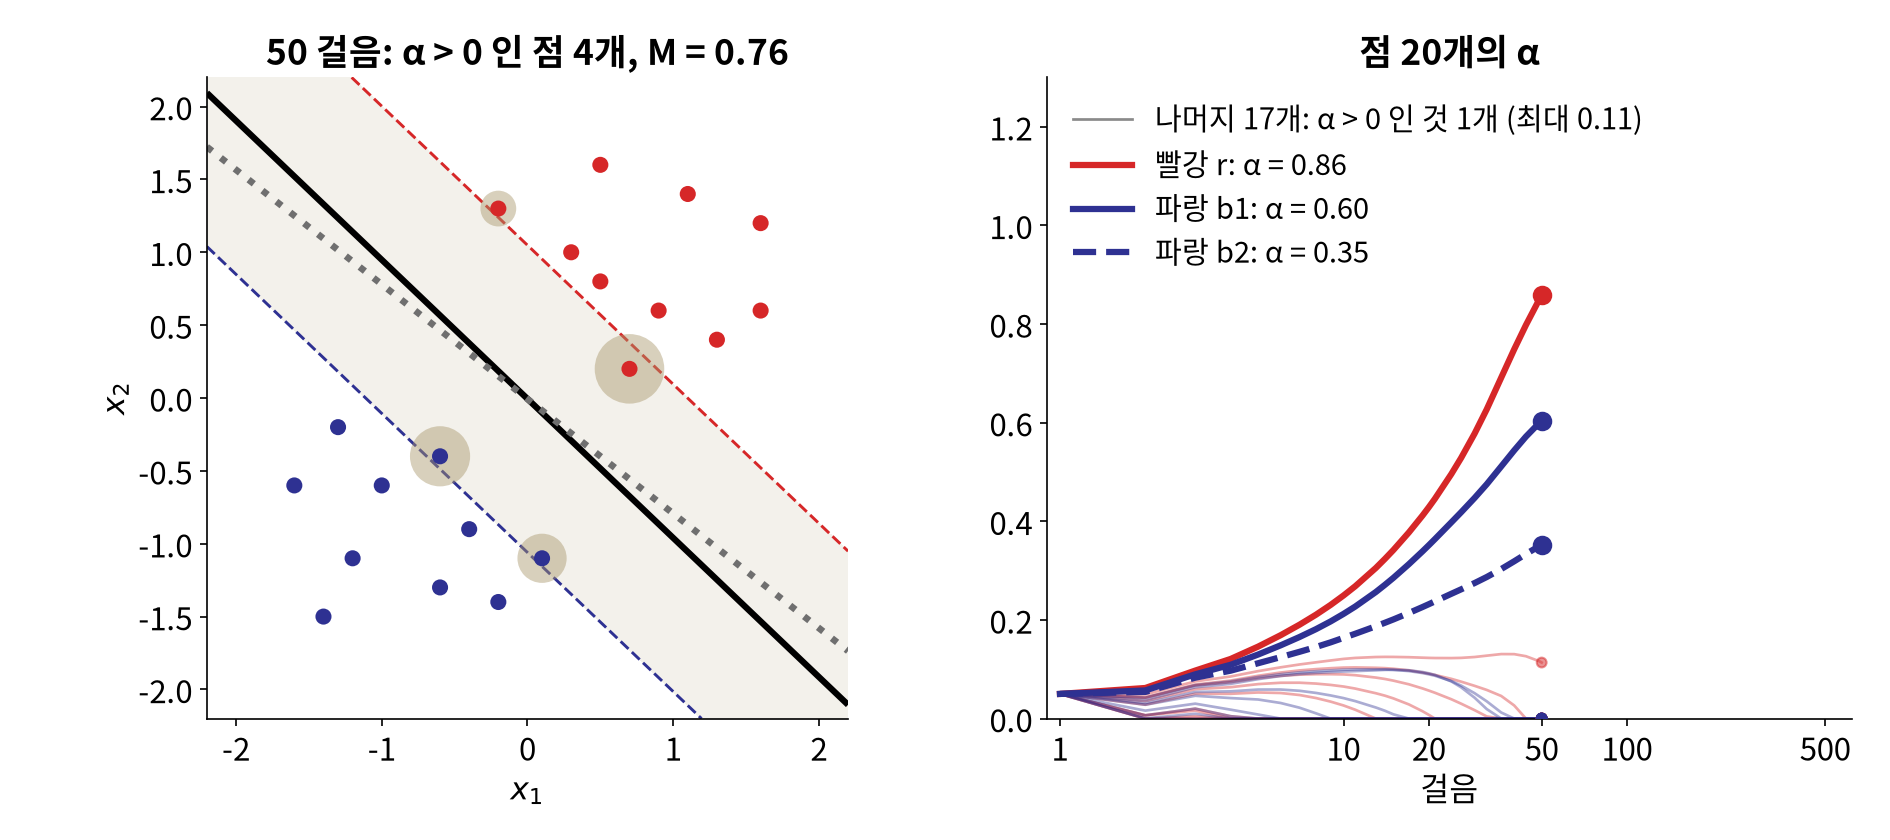 50 걸음: α > 0 인 점 4개, M = 0.76
2.0
1.5
1.0
0.5
0.0
-0.5
-1.0
-1.5
-2.0
x₂
-2 -1 0 1 2
x₁
점 20개의 α
나머지 17개: α > 0 인 것 1개 (최대 0.11)
빨강 r: α = 0.86
파랑 b1: α = 0.60
파랑 b2: α = 0.35
1.2
1.0
0.8
0.6
0.4
0.2
0.0
1 10 20 50 100 500
걸음